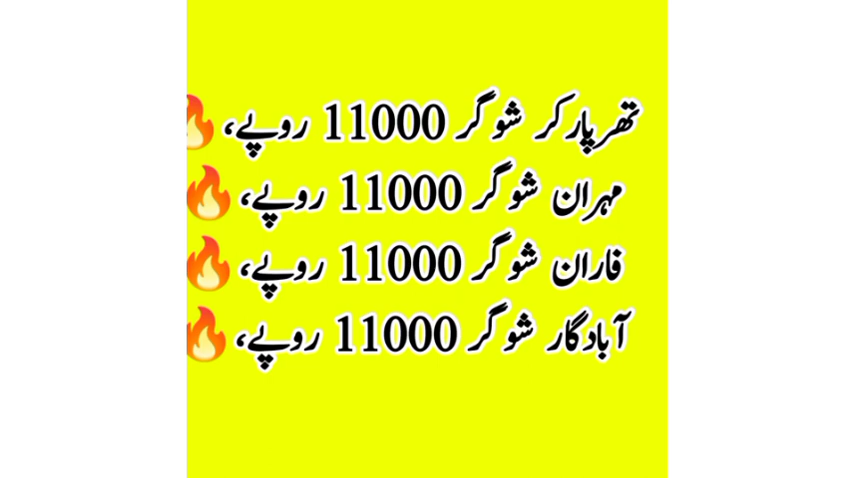 تھرپارکر شوگر 11000 روپے،🔥
مہران شوگر 11000 روپے،🔥
فاران شوگر 11000 روپے،🔥
آبادگار شوگر 11000 روپے،🔥